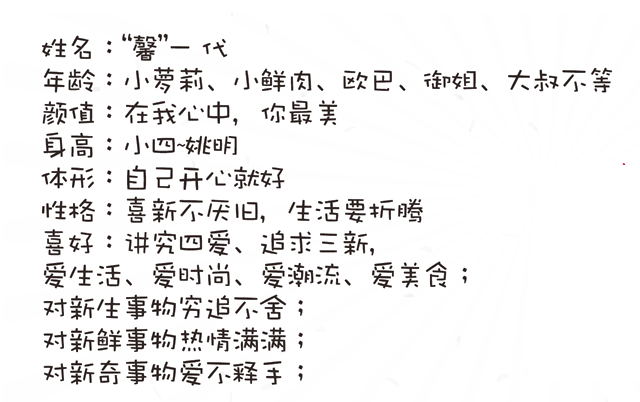 姓名：“馨”一代
年龄：小萝莉、小鲜肉、欧巴、御姐、大叔不等
颜值：在我心中，你最美
身高：小四~姚明
体形：自己开心就好
性格：喜新不厌旧，生活要折腾
喜好：讲究四爱、追求三新，
爱生活、爱时尚、爱潮流、爱美食；
对新生事物穷追不舍；
对新鲜事物热情满满；
对新奇事物爱不释手；